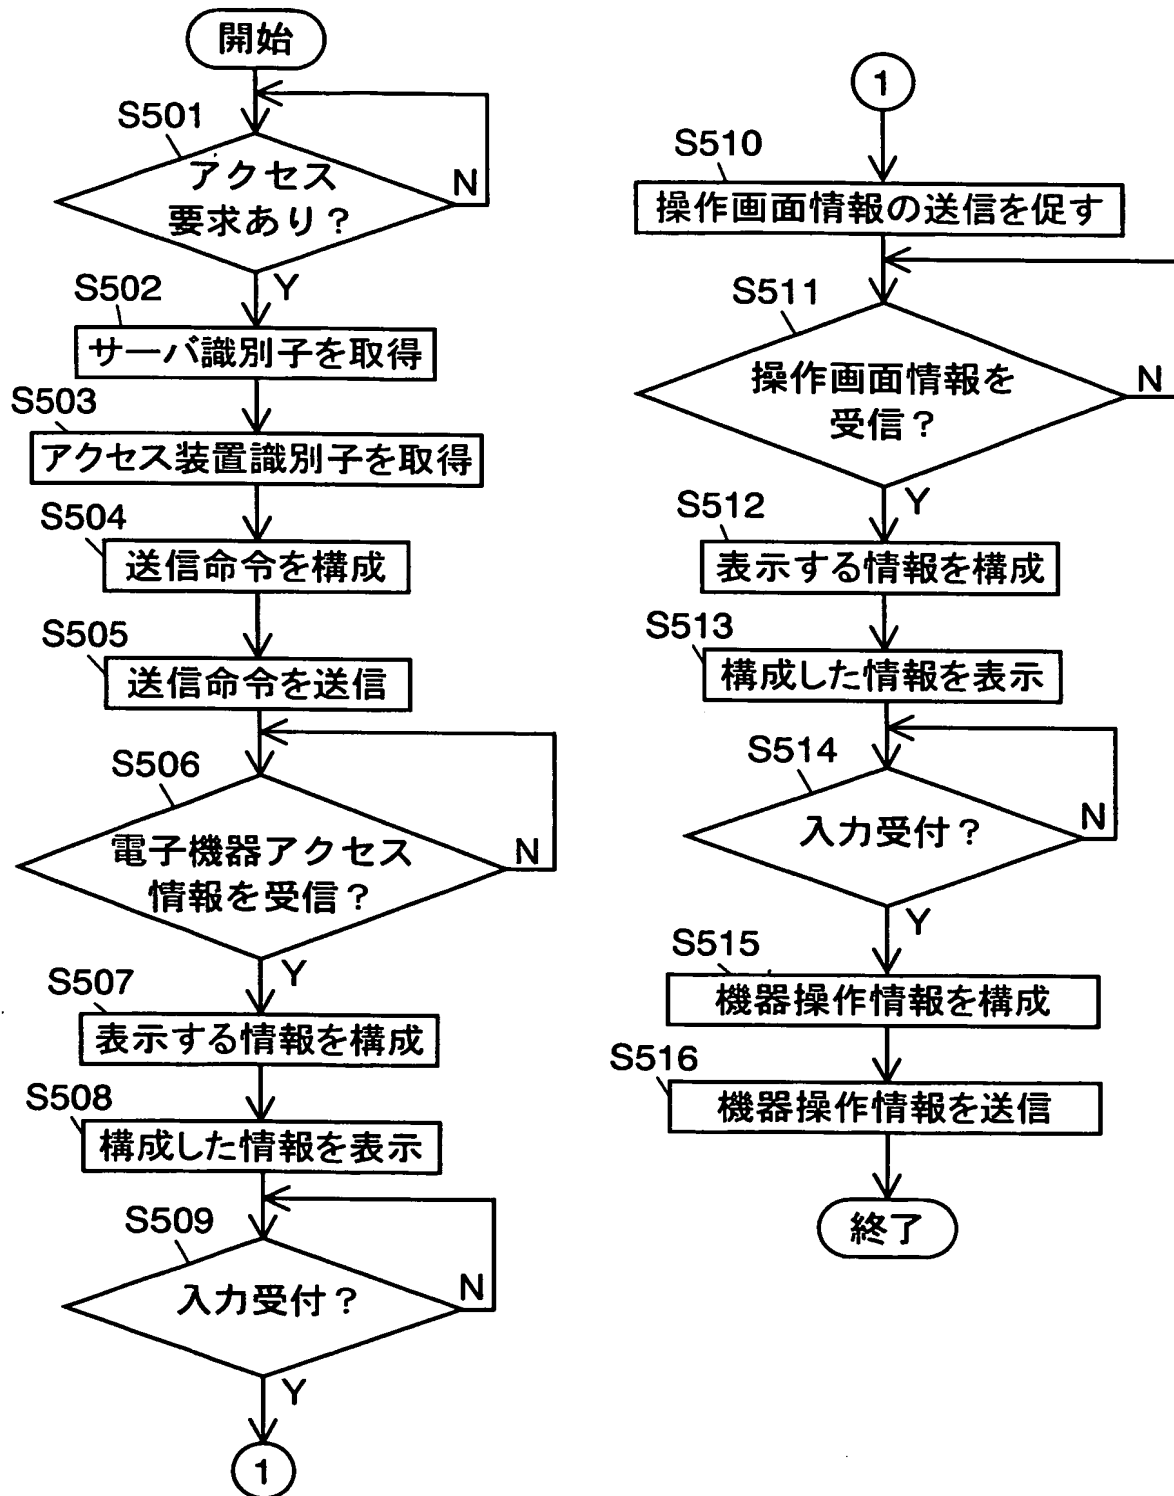 開始
S501
アクセス
要求あり？
N
Y
S502
サーバ識別子を取得
S503
アクセス装置識別子を取得
S504
送信命令を構成
S505
送信命令を送信
S506
電子機器アクセス
情報を受信？
N
Y
S507
表示する情報を構成
S508
構成した情報を表示
S509
入力受付？
N
Y
1
1
S510
操作画面情報の送信を促す
S511
操作画面情報を
受信？
N
Y
S512
表示する情報を構成
S513
構成した情報を表示
S514
入力受付？
N
Y
S515
機器操作情報を構成
S516
機器操作情報を送信
終了